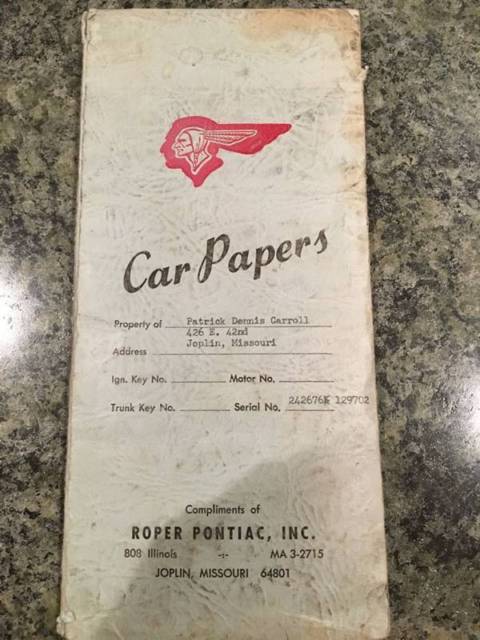 Car Papers
Property of Patrick Dennis Carroll
426 E. 42nd
Address Joplin, Missouri
Ign. Key No. Motor No.
Trunk Key No. Serial No. 242676K 129702
Compliments of
ROPER PONTIAC, INC.
808 Illinois -:- MA 3-2715
JOPLIN, MISSOURI 64801